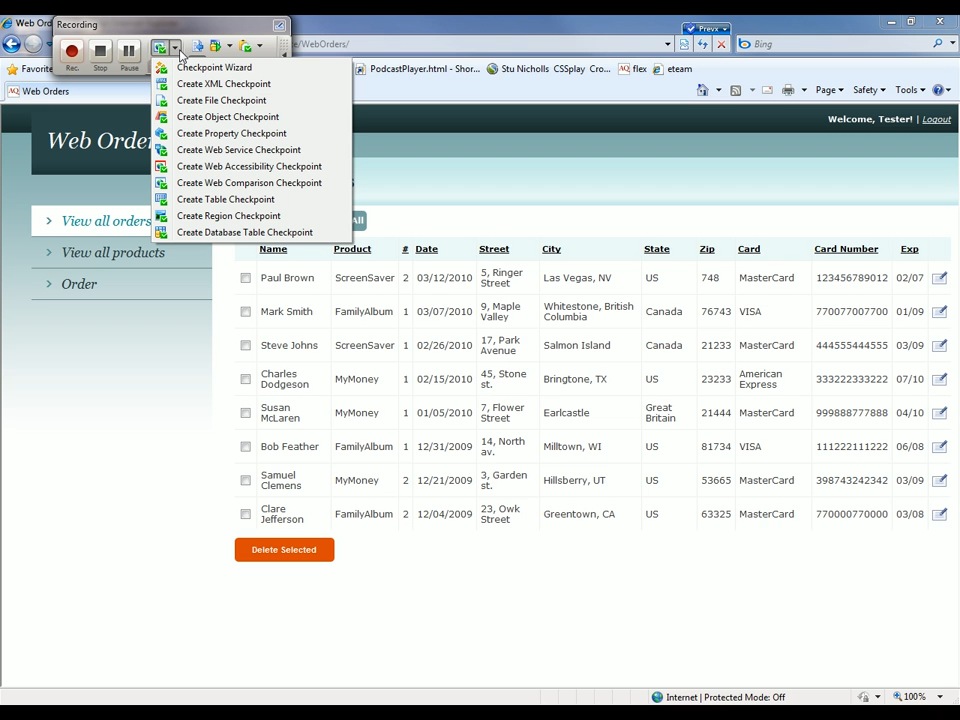 Web Ord
Recording
Rec. Stop Pause
e/WebOrders/
Prevx
Bing
Favorite
PodcastPlayer.html - Shor...
Stu Nicholls CSSplay Cro...
flex
eteam
AQ Web Orders
Page
Safety
Tools
Checkpoint Wizard
Create XML Checkpoint
Create File Checkpoint
Create Object Checkpoint
Create Property Checkpoint
Create Web Service Checkpoint
Create Web Accessibility Checkpoint
Create Web Comparison Checkpoint
Create Table Checkpoint
Create Region Checkpoint
Create Database Table Checkpoint
Welcome, Tester! | Logout
Web Order
s
View all orders
View all products
Order
All
Name Product # Date Street City State Zip Card Card Number Exp
Paul Brown ScreenSaver 2 03/12/2010 5, Ringer Street Las Vegas, NV US 748 MasterCard 123456789012 02/07
Mark Smith FamilyAlbum 1 03/07/2010 9, Maple Valley Whitestone, British Columbia Canada 76743 VISA 770077007700 01/09
Steve Johns ScreenSaver 1 02/26/2010 17, Park Avenue Salmon Island Canada 21233 MasterCard 444555444555 03/09
Charles Dodgeson MyMoney 1 02/15/2010 45, Stone st. Bringtone, TX US 23233 American Express 333222333222 07/10
Susan McLaren MyMoney 1 01/05/2010 7, Flower Street Earlcastle Great Britain 21444 MasterCard 999888777888 04/10
Bob Feather FamilyAlbum 1 12/31/2009 14, North av. Milltown, WI US 81734 VISA 111222111222 06/08
Samuel Clemens MyMoney 2 12/21/2009 3, Garden st. Hillsberry, UT US 53665 MasterCard 398743242342 03/09
Clare Jefferson FamilyAlbum 2 12/04/2009 23, Owk Street Greentown, CA US 63325 MasterCard 770000770000 03/08
Delete Selected
Internet | Protected Mode: Off
100%